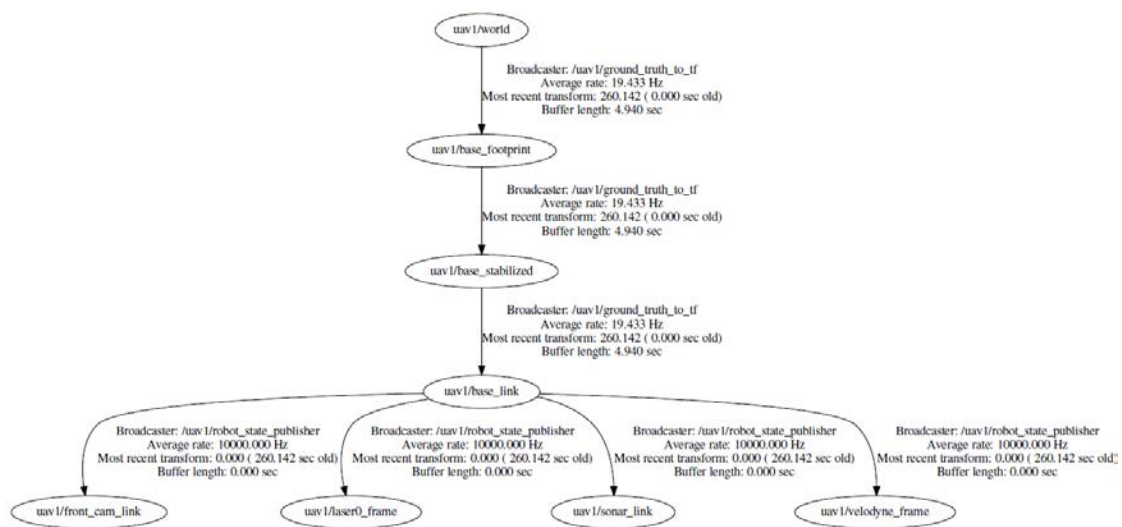 uav1/world
Broadcaster: /uav1/ground_truth_to_tf
Average rate: 19.433 Hz
Most recent transform: 260.142 ( 0.000 sec old)
Buffer length: 4.940 sec
uav1/base_footprint
Broadcaster: /uav1/ground_truth_to_tf
Average rate: 19.433 Hz
Most recent transform: 260.142 ( 0.000 sec old)
Buffer length: 4.940 sec
uav1/base_stabilized
Broadcaster: /uav1/ground_truth_to_tf
Average rate: 19.433 Hz
Most recent transform: 260.142 ( 0.000 sec old)
Buffer length: 4.940 sec
uav1/base_link
Broadcaster: /uav1/robot_state_publisher
Average rate: 10000.000 Hz
Most recent transform: 0.000 ( 260.142 sec old)
Buffer length: 0.000 sec
Broadcaster: /uav1/robot_state_publisher
Average rate: 10000.000 Hz
Most recent transform: 0.000 ( 260.142 sec old)
Buffer length: 0.000 sec
Broadcaster: /uav1/robot_state_publisher
Average rate: 10000.000 Hz
Most recent transform: 0.000 ( 260.142 sec old)
Buffer length: 0.000 sec
Broadcaster: /uav1/robot_state_publisher
Average rate: 10000.000 Hz
Most recent transform: 0.000 ( 260.142 sec old)
Buffer length: 0.000 sec
uav1/front_cam_link
uav1/laser0_frame
uav1/sonar_link
uav1/velodyne_frame